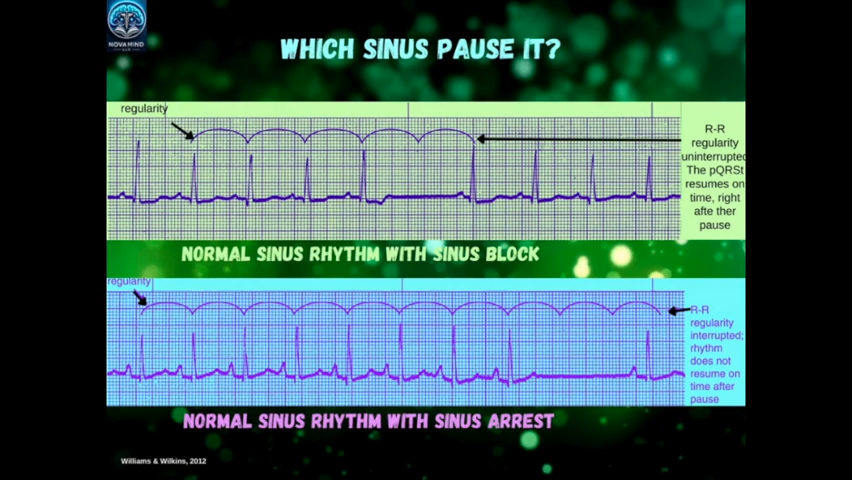 NOVAMIND
WHICH SINUS PAUSE IT?
regularity
R-R
regularity
uninterrupted
The pQRSt
resumes on
time, right
afte ther
pause
NORMAL SINUS RHYTHM WITH SINUS BLOCK
regularity
R-R
regularity
interrupted;
rhythm
does not
resume on
time after
pause
NORMAL SINUS RHYTHM WITH SINUS ARREST
Williams & Wilkins, 2012